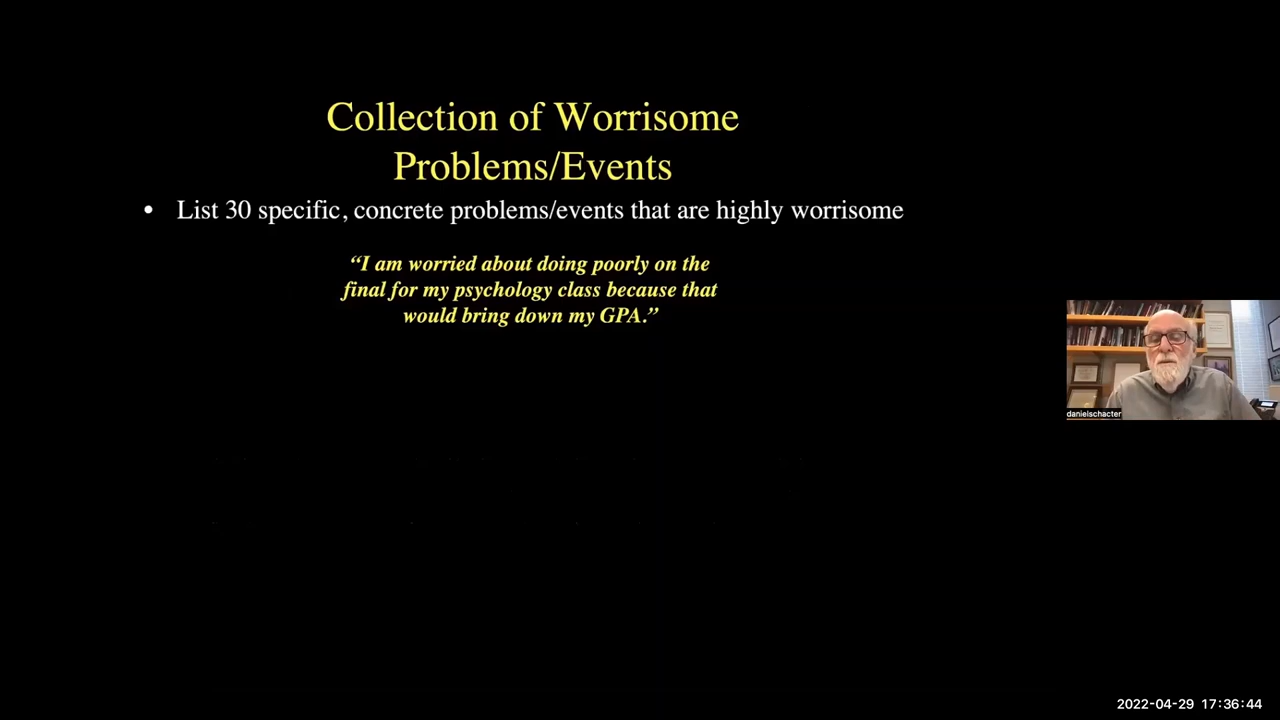 Collection of Worrisome
Problems/Events
• List 30 specific, concrete problems/events that are highly worrisome
“I am worried about doing poorly on the
final for my psychology class because that
would bring down my GPA.”
danielschacter
2022-04-29 17:36:44